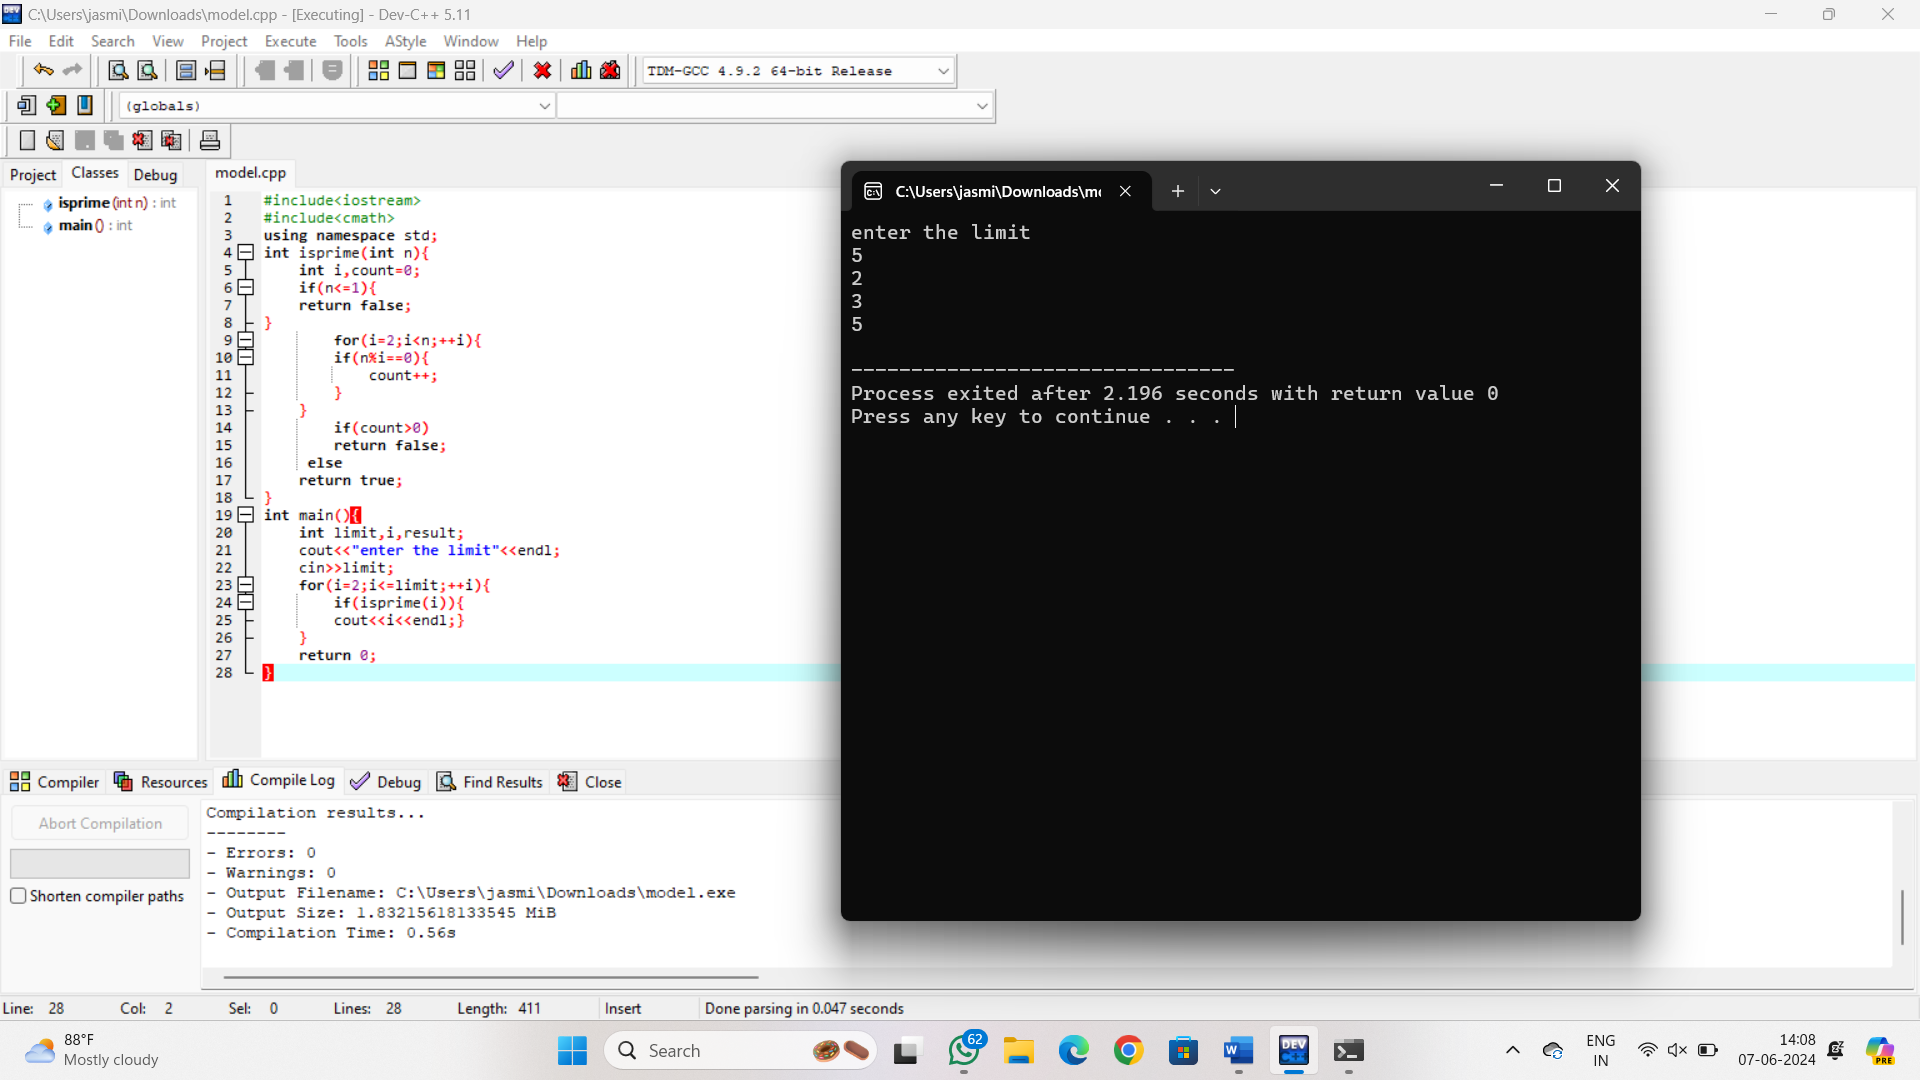 C:\Users\jasmi\Downloads\model.cpp - [Executing] - Dev-C++ 5.11
File Edit Search View Project Execute Tools AStyle Window Help
TDM-GCC 4.9.2 64-bit Release
(globals)
Project Classes Debug
isprime (int n) : int
main () : int
model.cpp
1 #include<iostream>
2 #include<cmath>
3 using namespace std;
4 int isprime(int n){
5 int i,count=0;
6 if(n<=1){
7 return false;
8 }
9 for(i=2;i<n;++i){
10 if(n%i==0){
11 count++;
12 }
13 }
14 if(count>0)
15 return false;
16 else
17 return true;
18 }
19 int main(){
20 int limit,i,result;
21 cout<<"enter the limit"<<endl;
22 cin>>limit;
23 for(i=2;i<=limit;++i){
24 if(isprime(i)){
25 cout<<i<<endl;}
26 }
27 return 0;
28 }
C:\Users\jasmi\Downloads\mo
enter the limit
5
2
3
5
--------------------------------
Process exited after 2.196 seconds with return value 0
Press any key to continue . . .
Compiler Resources Compile Log Debug Find Results Close
Abort Compilation
Shorten compiler paths
Compilation results...
--------
- Errors: 0
- Warnings: 0
- Output Filename: C:\Users\jasmi\Downloads\model.exe
- Output Size: 1.83215618133545 MiB
- Compilation Time: 0.56s
Line: 28 Col: 2 Sel: 0 Lines: 28 Length: 411 Insert Done parsing in 0.047 seconds
88°F
Mostly cloudy
Search
62
W
DEV
C++
ENG
IN
14:08
07-06-2024
PRE